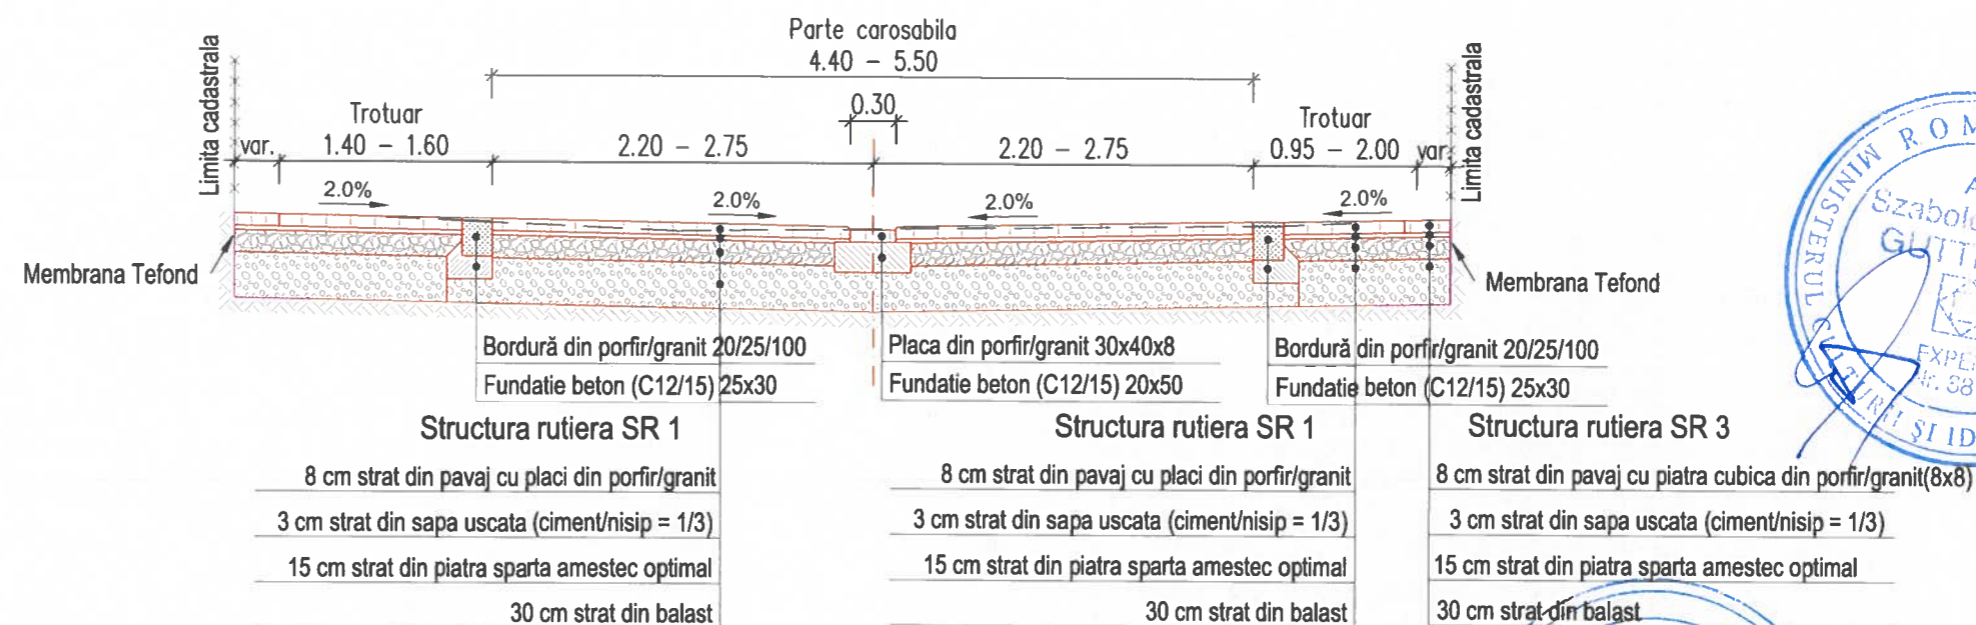 Parte carosabila
4.40 - 5.50
Limita cadastrala
Limita cadastrala
0.30
Trotuar
Trotuar
var.
1.40 - 1.60
2.20 - 2.75
2.20 - 2.75
0.95 - 2.00
var.
2.0%
2.0%
2.0%
2.0%
Membrana Tefond
Membrana Tefond
Bordură din porfir/granit 20/25/100
Fundatie beton (C12/15) 25x30
Placa din porfir/granit 30x40x8
Fundatie beton (C12/15) 20x50
Bordură din porfir/granit 20/25/100
Fundatie beton (C12/15) 25x30
Structura rutiera SR 1
8 cm strat din pavaj cu placi din porfir/granit
3 cm strat din sapa uscata (ciment/nisip = 1/3)
15 cm strat din piatra sparta amestec optimal
30 cm strat din balast
Structura rutiera SR 1
8 cm strat din pavaj cu placi din porfir/granit
3 cm strat din sapa uscata (ciment/nisip = 1/3)
15 cm strat din piatra sparta amestec optimal
30 cm strat din balast
Structura rutiera SR 3
8 cm strat din pavaj cu piatra cubica din porfir/granit(8x8)
3 cm strat din sapa uscata (ciment/nisip = 1/3)
15 cm strat din piatra sparta amestec optimal
30 cm strat din balast
MINISTERUL CULTURII ȘI ID
ROM
Szabol